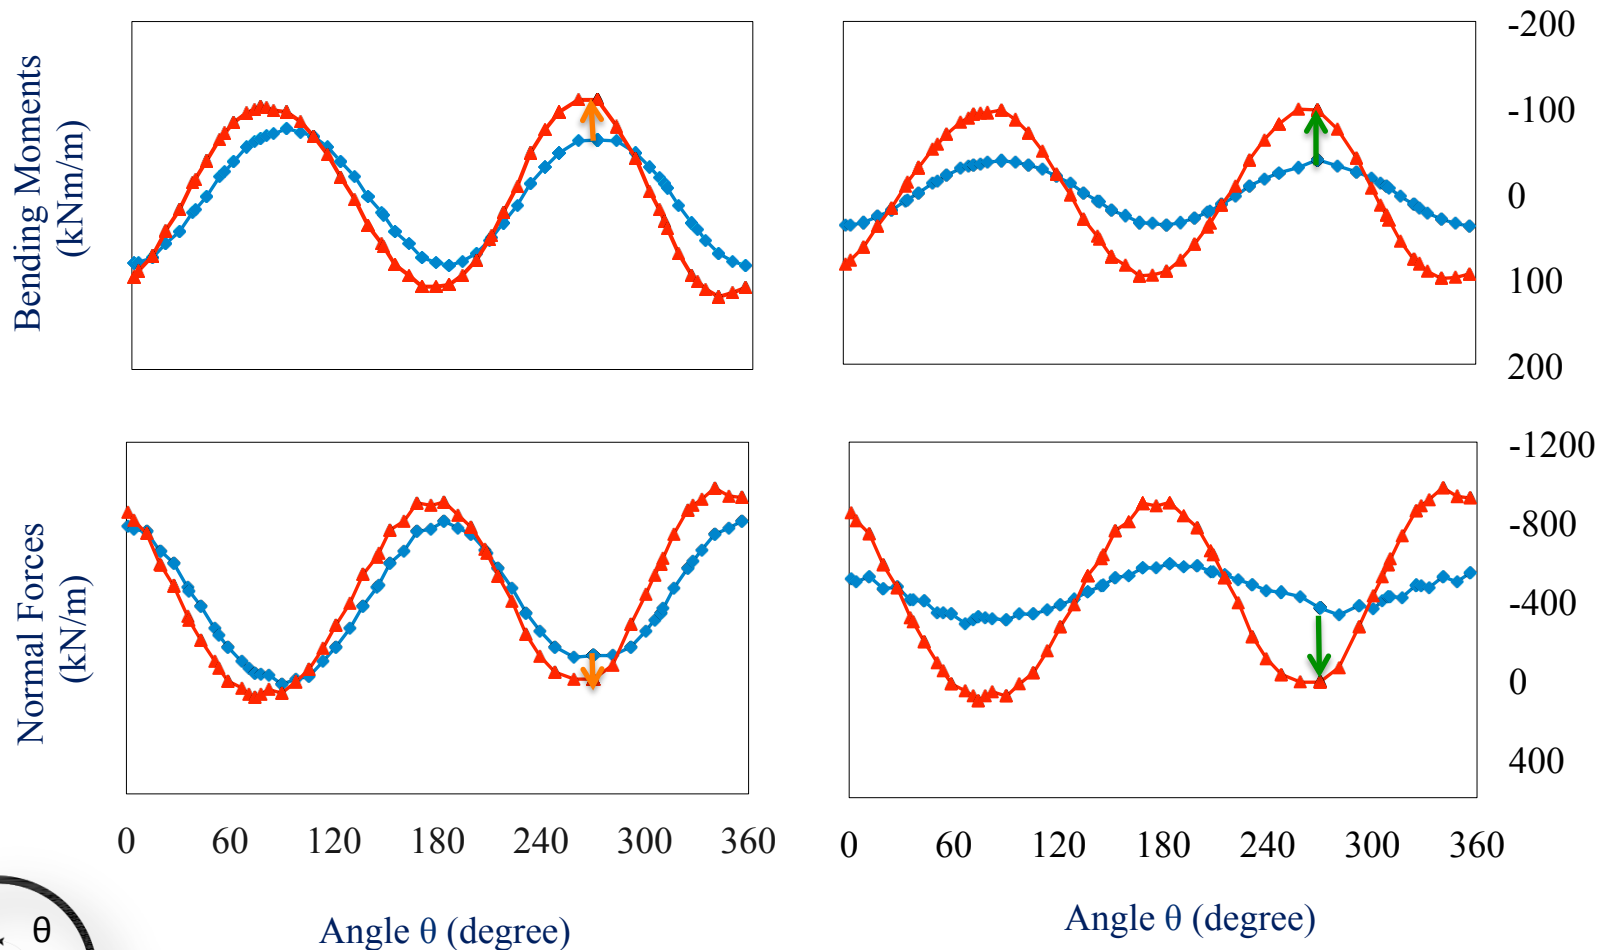 Bending Moments
(kNm/m)
-200
-100
0
100
200
Normal Forces
(kN/m)
-1200
-800
-400
0
400
0 60 120 180 240 300 360
0 60 120 180 240 300 360
Angle θ (degree)
Angle θ (degree)
θ